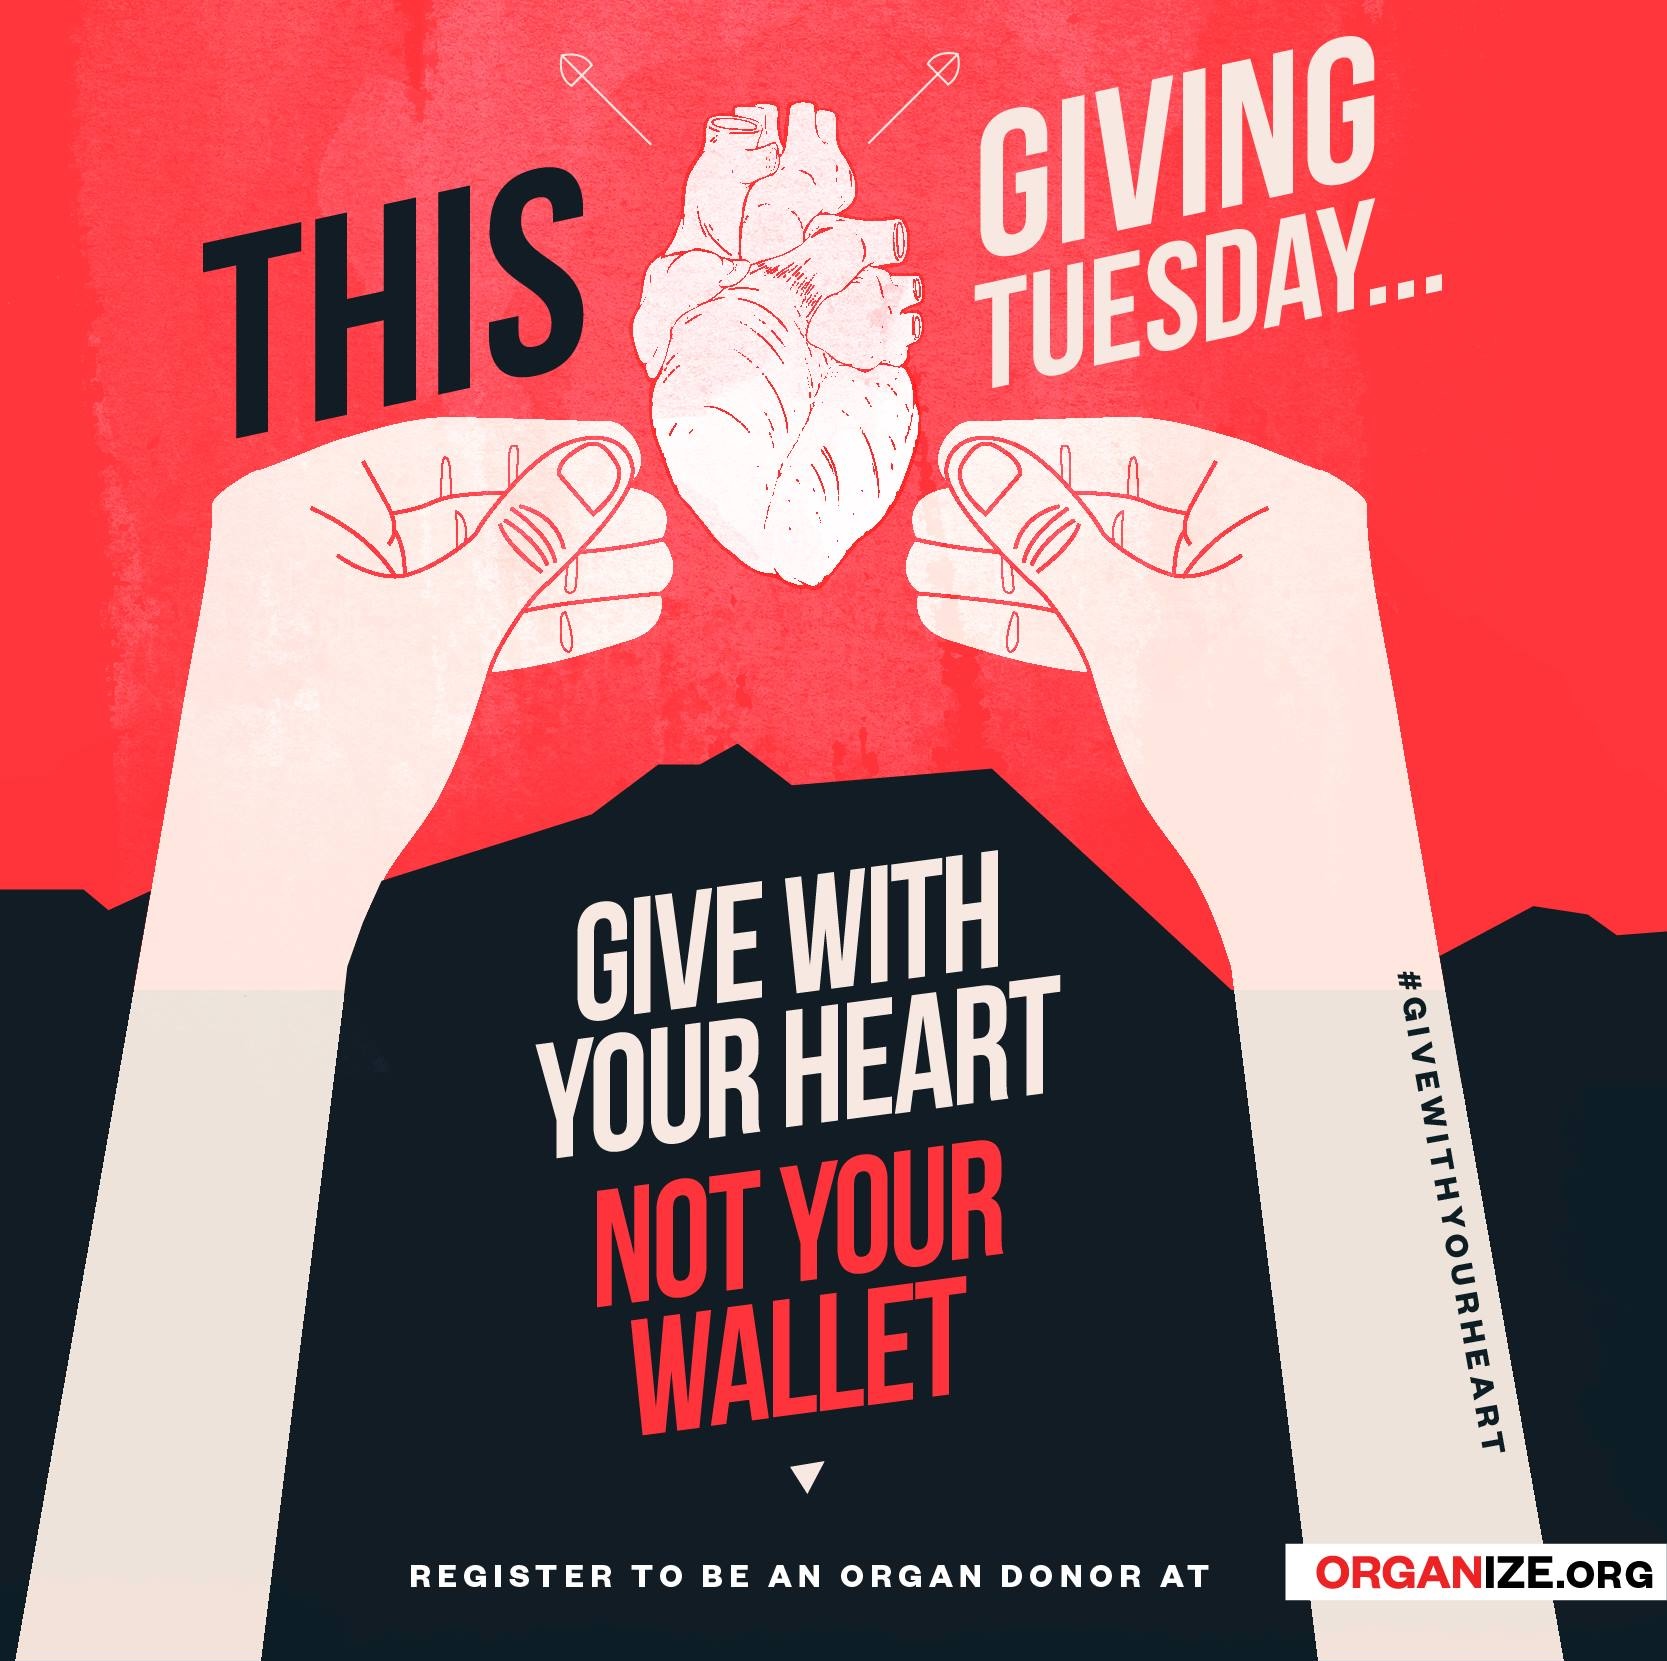 THIS
GIVING
TUESDAY...
GIVE WITH
YOUR HEART
NOT YOUR
WALLET
#GIVEWITHYOURHEART
REGISTER TO BE AN ORGAN DONOR AT
ORGANIZE.ORG